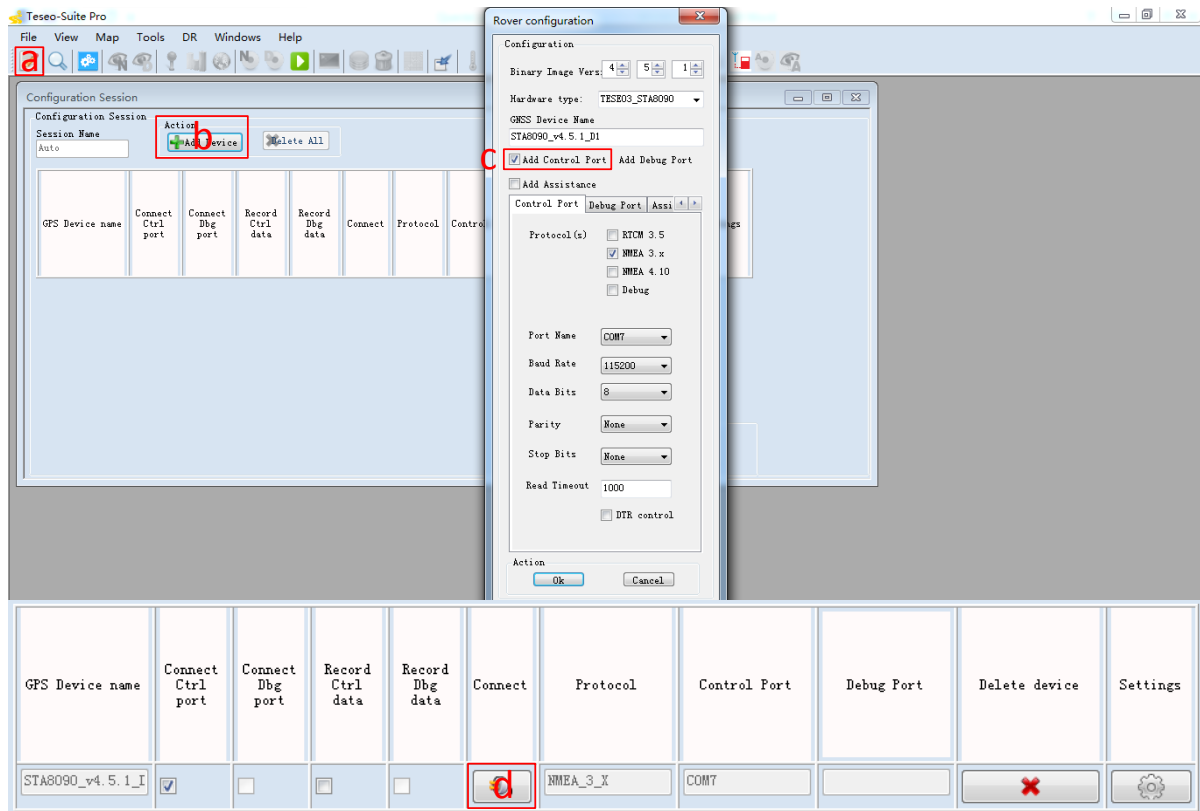 Teseo-Suite Pro
File View Map Tools DR Windows Help
a
Configuration Session
Configuration Session
Session Name
Auto
Action
Add Device
b
Delete All
GPS Device name
Connect Ctrl port
Connect Dbg port
Record Ctrl data
Record Dbg data
Connect
Protocol
Contro
ngs
Rover configuration
Configuration
Binary Image Vers: 4 5 1
Hardware type: TESEO3_STA8090
GNSS Device Name
STA8090_v4.5.1_D1
c
Add Control Port Add Debug Port
Add Assistance
Control Port Debug Port Assi
Protocol(s) RTCM 3.5
NMEA 3.x
NMEA 4.10
Debug
Port Name COM7
Baud Rate 115200
Data Bits 8
Parity None
Stop Bits None
Read Timeout 1000
DTR control
Action
Ok Cancel
GPS Device name
Connect Ctrl port
Connect Dbg port
Record Ctrl data
Record Dbg data
Connect
Protocol
Control Port
Debug Port
Delete device
Settings
STA8090_v4.5.1_I
d
NMEA_3_X
COM7